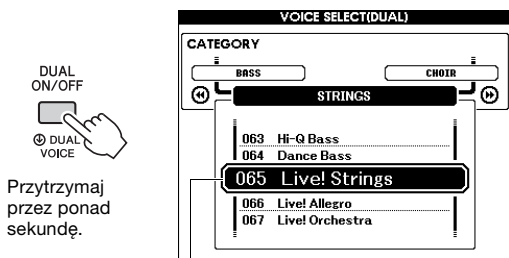 VOICE SELECT(DUAL)
CATEGORY
BASS
CHOIR
STRINGS
063 Hi-Q Bass
064 Dance Bass
065 Live! Strings
066 Live! Allegro
067 Live! Orchestra
DUAL
ON/OFF
DUAL
VOICE
Przytrzymaj
przez ponad
sekundę.